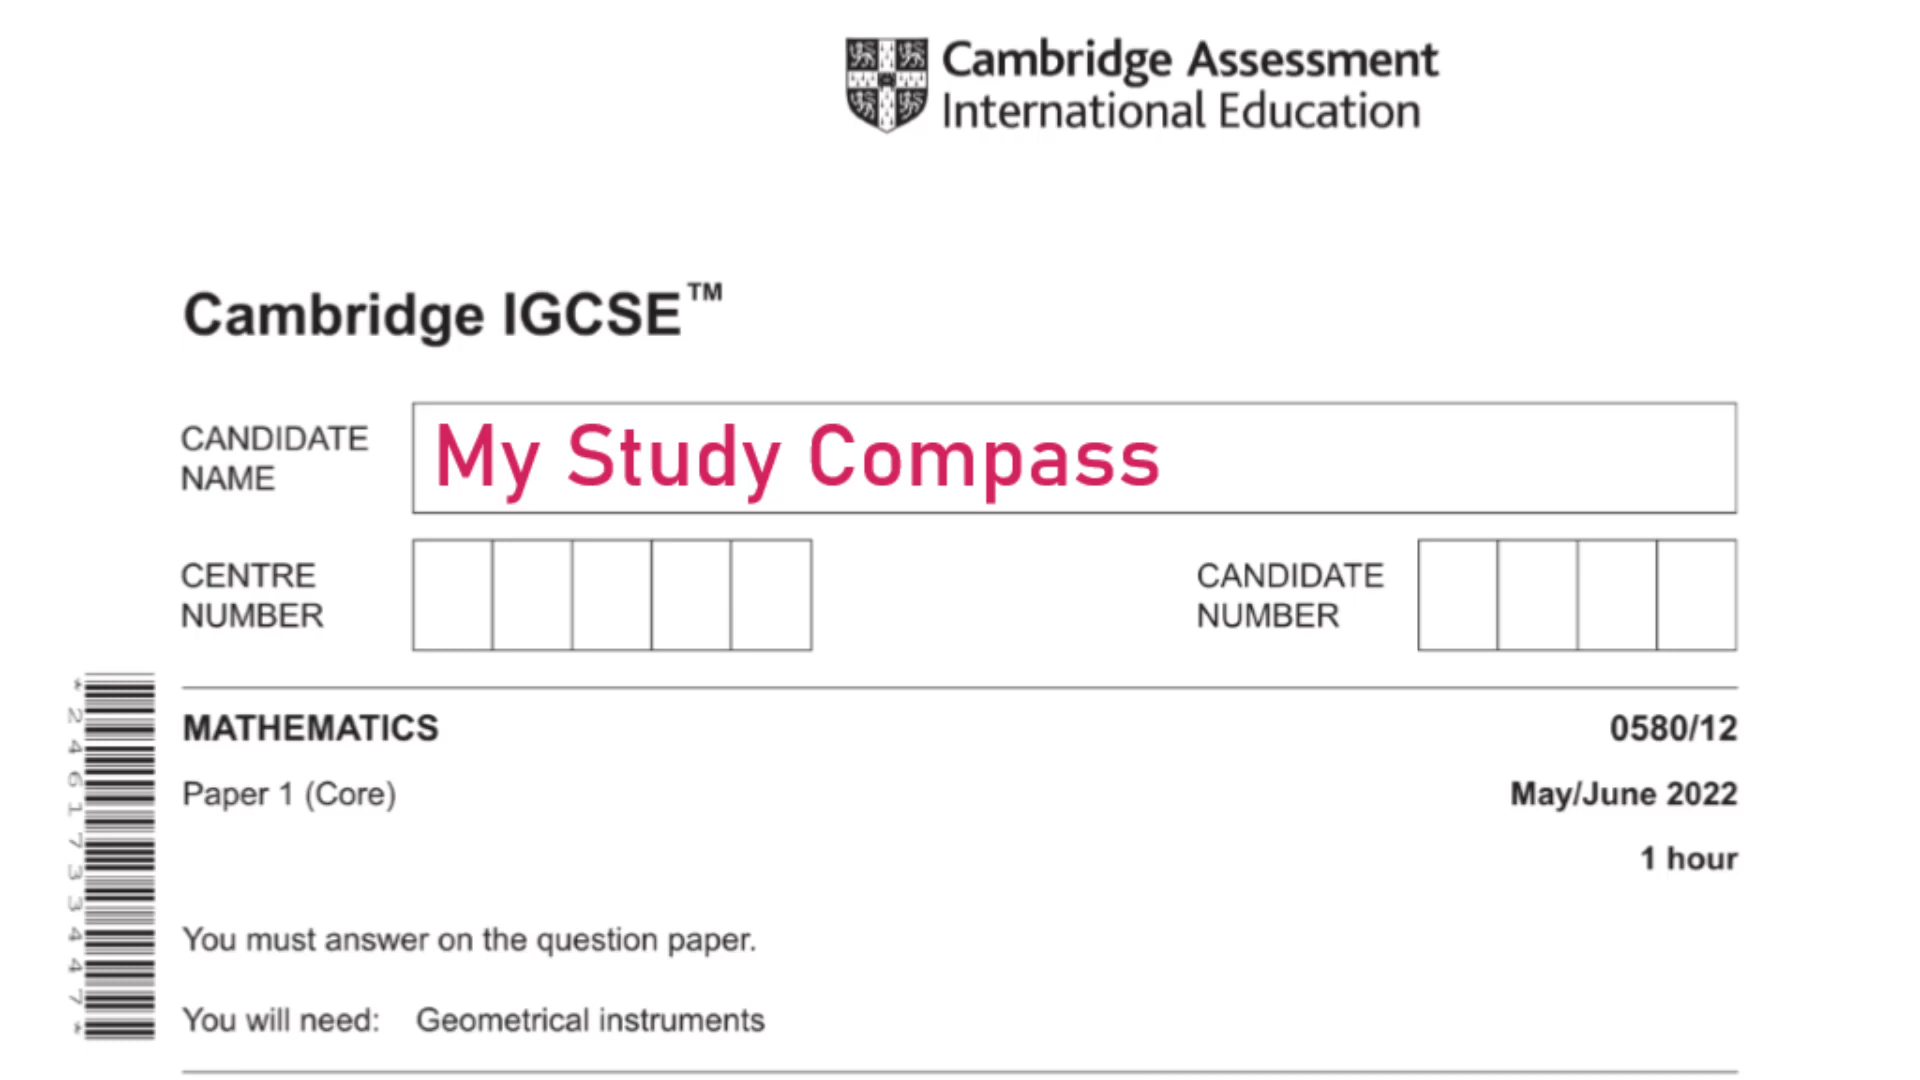 Cambridge Assessment
International Education
Cambridge IGCSE™
CANDIDATE
NAME
My Study Compass
CENTRE
NUMBER
CANDIDATE
NUMBER
*2461733447*
MATHEMATICS 0580/12
Paper 1 (Core) May/June 2022
1 hour
You must answer on the question paper.
You will need: Geometrical instruments